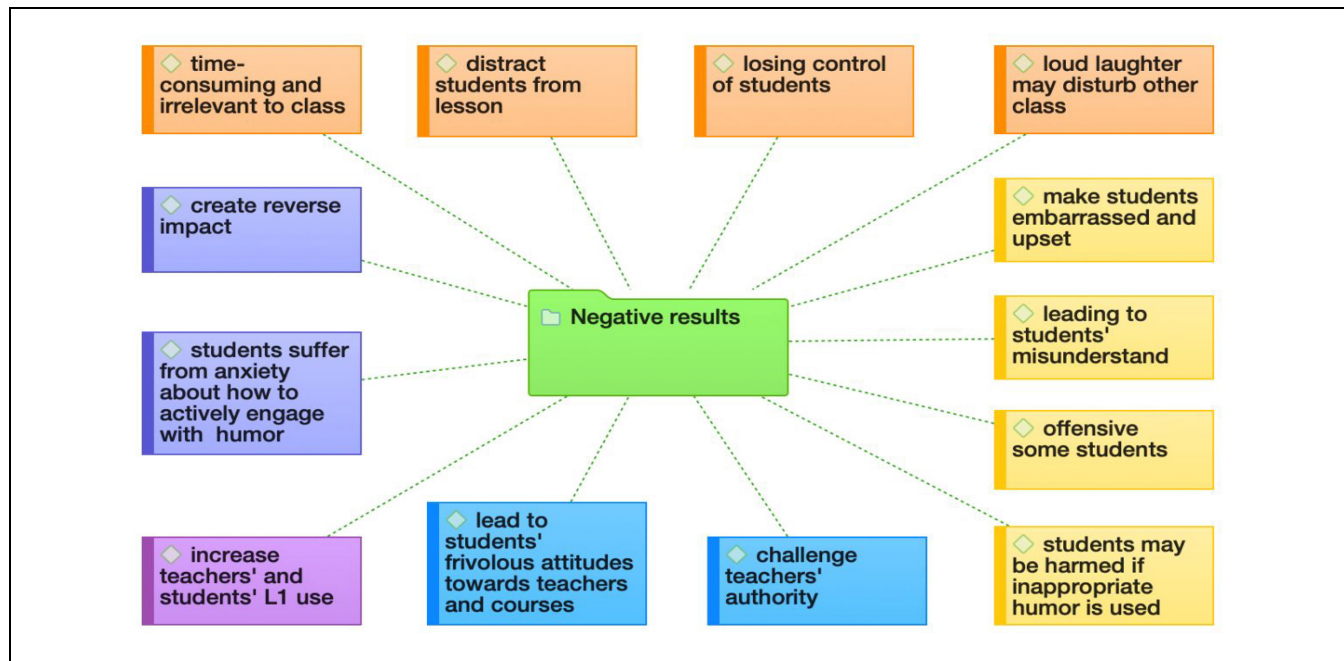 time-
consuming and
irrelevant to class
distract
students from
lesson
losing control
of students
loud laughter
may disturb other
class
create reverse
impact
make students
embarrassed and
upset
Negative results
leading to
students'
misunderstand
students suffer
from anxiety
about how to
actively engage
with humor
offensive
some students
increase
teachers' and
students' L1 use
lead to
students'
frivolous attitudes
towards teachers
and courses
challenge
teachers'
authority
students may
be harmed if
inappropriate
humor is used